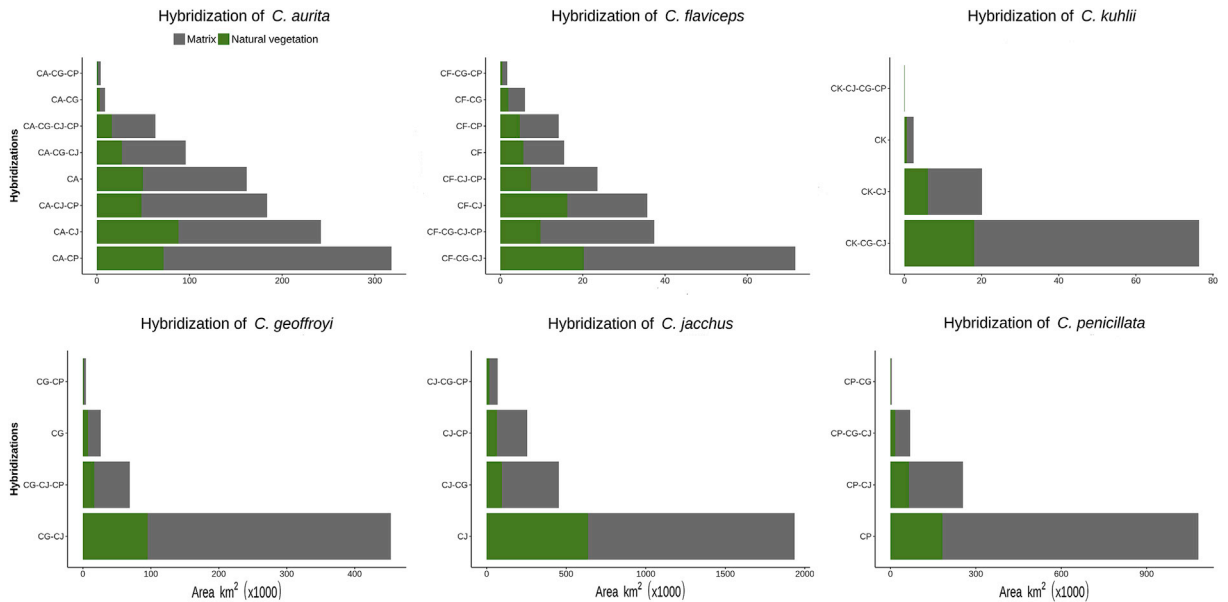 Hybridization of C. aurita
Matrix Natural vegetation
Hybridizations
CA-CG-CP
CA-CG
CA-CG-CJ-CP
CA-CG-CJ
CA
CA-CJ-CP
CA-CJ
CA-CP
0 100 200 300
Hybridization of C. flaviceps
CF-CG-CP
CF-CG
CF-CP
CF
CF-CJ-CP
CF-CJ
CF-CG-CJ-CP
CF-CG-CJ
0 20 40 60
Hybridization of C. kuhlii
CK-CJ-CG-CP
CK
CK-CJ
CK-CG-CJ
0 20 40 60 80
Hybridization of C. geoffroyi
Hybridizations
CG-CP
CG
CG-CJ-CP
CG-CJ
0 100 200 300 400
Area km² (x1000)
Hybridization of C. jacchus
CJ-CG-CP
CJ-CP
CJ-CG
CJ
0 500 1000 1500 2000
Area km² (x1000)
Hybridization of C. penicillata
CP-CG
CP-CG-CJ
CP-CJ
CP
0 300 600 900
Area km² (x1000)